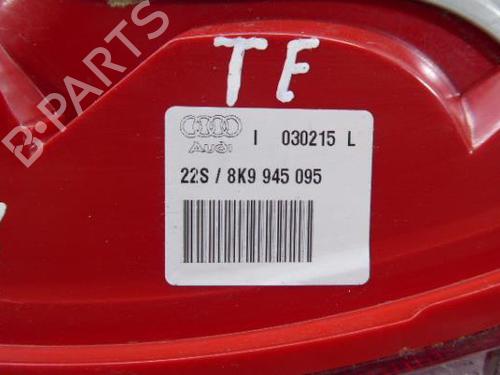 TE
B-PARTS
I 030215 L
Audi
22S / 8K9 945 095